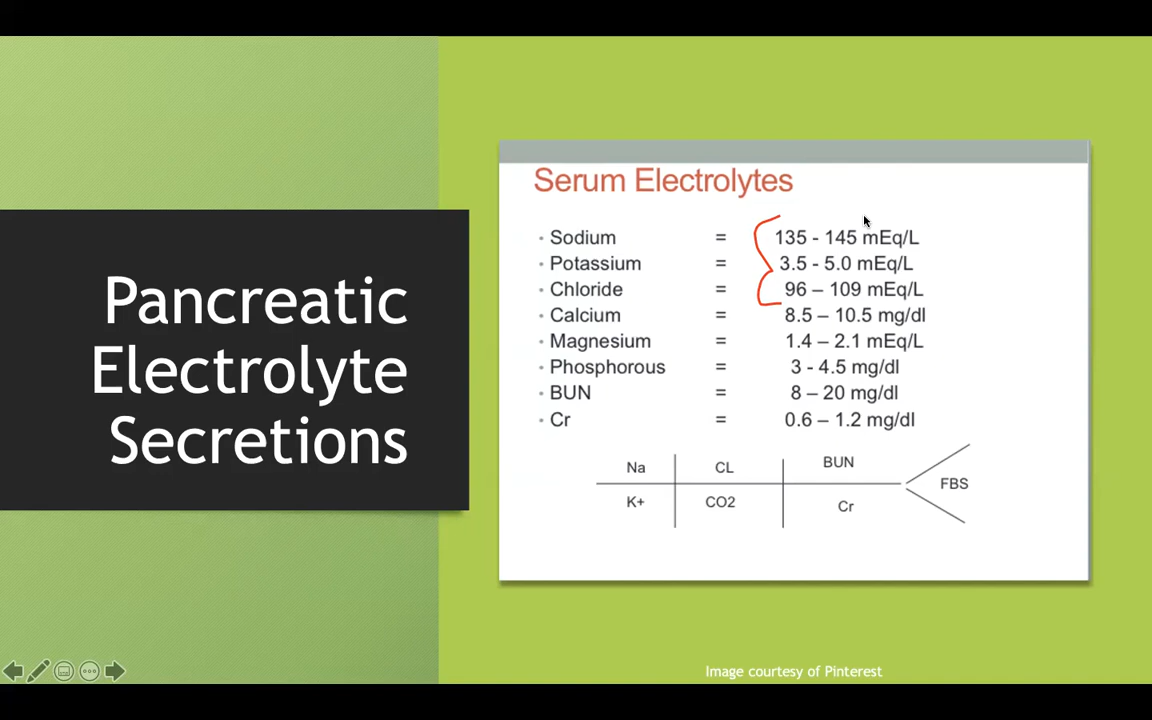 Pancreatic
Electrolyte
Secretions
Serum Electrolytes
• Sodium = 135 - 145 mEq/L
• Potassium = 3.5 - 5.0 mEq/L
• Chloride = 96 – 109 mEq/L
• Calcium = 8.5 – 10.5 mg/dl
• Magnesium = 1.4 – 2.1 mEq/L
• Phosphorous = 3 - 4.5 mg/dl
• BUN = 8 – 20 mg/dl
• Cr = 0.6 – 1.2 mg/dl
Na CL BUN
FBS
K+ CO2 Cr
Image courtesy of Pinterest